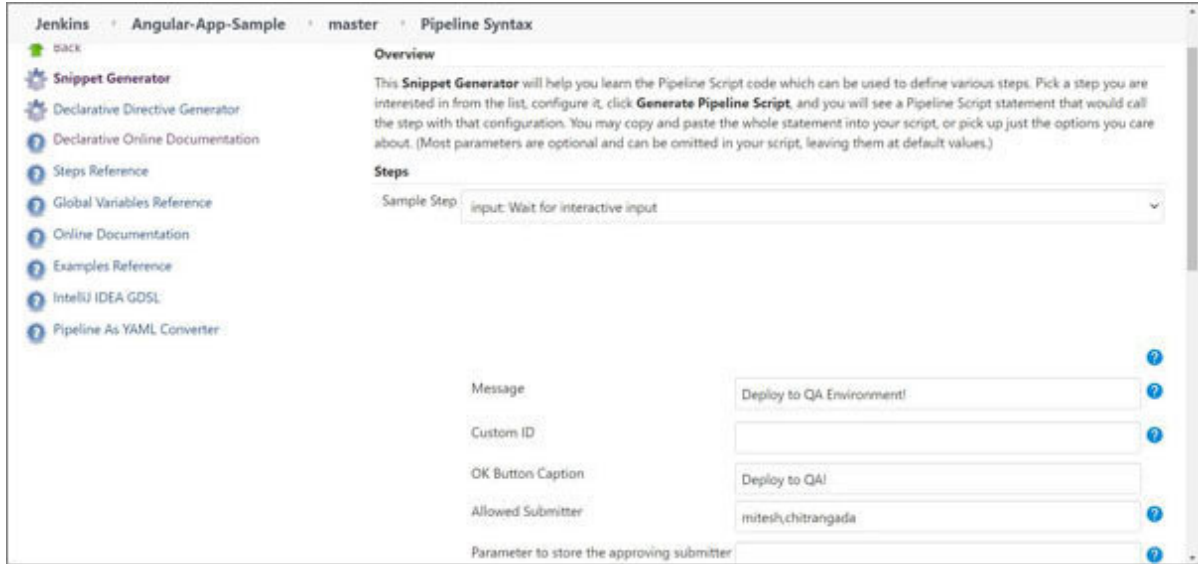 Jenkins Angular-App-Sample master Pipeline Syntax
Back
Snippet Generator
Declarative Directive Generator
Declarative Online Documentation
Steps Reference
Global Variables Reference
Online Documentation
Examples Reference
IntelliJ IDEA GDSL
Pipeline As YAML Converter
Overview
This Snippet Generator will help you learn the Pipeline Script code which can be used to define various steps. Pick a step you are
interested in from the list, configure it, click Generate Pipeline Script, and you will see a Pipeline Script statement that would call
the step with that configuration. You may copy and paste the whole statement into your script, or pick up just the options you care
about. (Most parameters are optional and can be omitted in your script, leaving them at default values.)
Steps
Sample Step input: Wait for interactive input
Message Deploy to QA Environment!
Custom ID
OK Button Caption Deploy to QA!
Allowed Submitter mitesh,chitrangada
Parameter to store the approving submitter